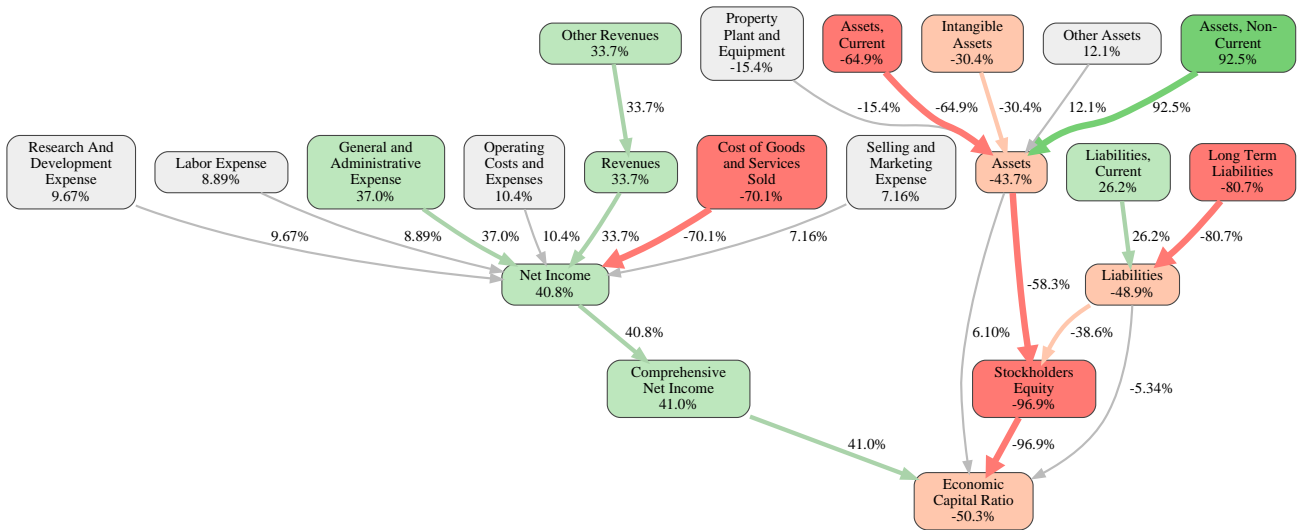 Other Revenues
33.7%
Property
Plant and
Equipment
-15.4%
Assets,
Current
-64.9%
Intangible
Assets
-30.4%
Other Assets
12.1%
Assets, Non-
Current
92.5%
33.7%
-15.4%
-64.9%
-30.4%
12.1%
92.5%
Research And
Development
Expense
9.67%
Labor Expense
8.89%
General and
Administrative
Expense
37.0%
Operating
Costs and
Expenses
10.4%
Revenues
33.7%
Cost of Goods
and Services
Sold
-70.1%
Selling and
Marketing
Expense
7.16%
Assets
-43.7%
Liabilities,
Current
26.2%
Long Term
Liabilities
-80.7%
9.67%
8.89%
37.0%
10.4%
33.7%
-70.1%
7.16%
26.2%
-80.7%
Net Income
40.8%
-58.3%
Liabilities
-48.9%
40.8%
6.10%
-38.6%
Comprehensive
Net Income
41.0%
Stockholders
Equity
-96.9%
-5.34%
41.0%
-96.9%
Economic
Capital Ratio
-50.3%